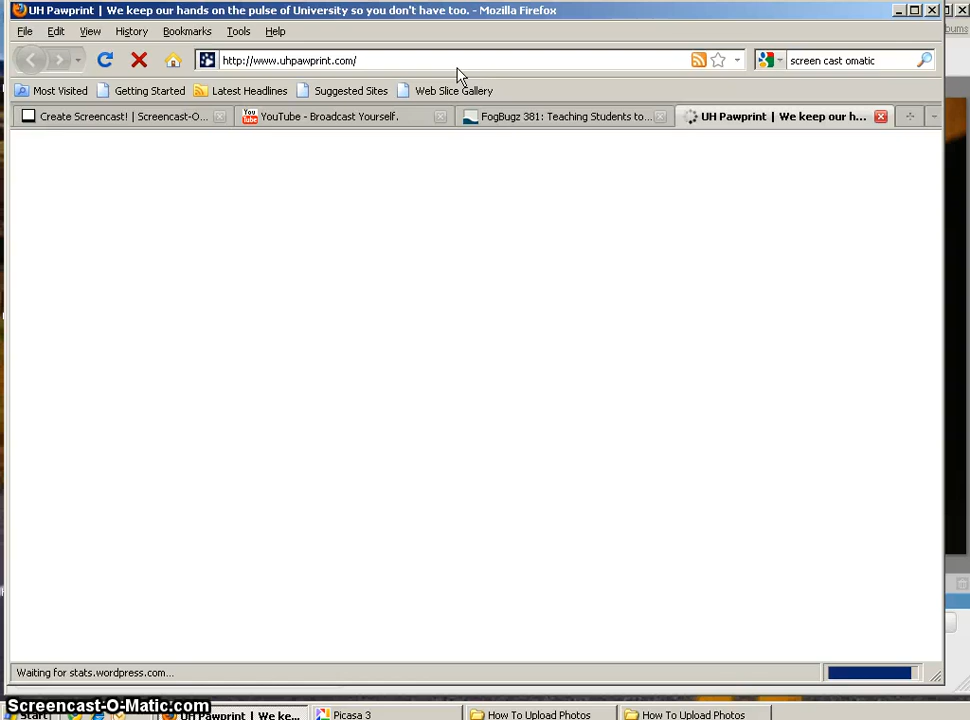 UH Pawprint | We keep our hands on the pulse of University so you don't have too. - Mozilla Firefox
File Edit View History Bookmarks Tools Help
http://www.uhpawprint.com/ screen cast omatic
Most Visited Getting Started Latest Headlines Suggested Sites Web Slice Gallery
Create Screencast! | Screencast-O... You Tube YouTube - Broadcast Yourself. FogBugz 381: Teaching Students to... UH Pawprint | We keep our h...
Waiting for stats.wordpress.com...
Screencast-O-Matic.com
Start UH Pawprint | We ke... Picasa 3 How To Upload Photos How To Upload Photos